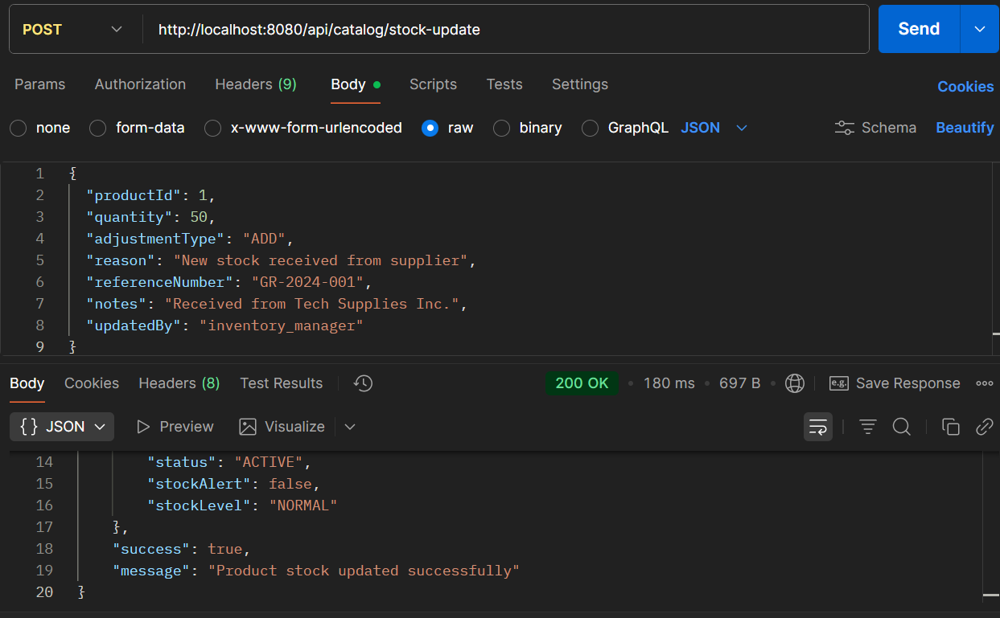 POST http://localhost:8080/api/catalog/stock-update Send
Params Authorization Headers (9) Body Scripts Tests Settings Cookies
none form-data x-www-form-urlencoded raw binary GraphQL JSON Schema Beautify
1 {
2 "productId": 1,
3 "quantity": 50,
4 "adjustmentType": "ADD",
5 "reason": "New stock received from supplier",
6 "referenceNumber": "GR-2024-001",
7 "notes": "Received from Tech Supplies Inc.",
8 "updatedBy": "inventory_manager"
9 }
Body Cookies Headers (8) Test Results 200 OK 180 ms 697 B e.g. Save Response
{} JSON Preview Visualize
14 "status": "ACTIVE",
15 "stockAlert": false,
16 "stockLevel": "NORMAL"
17 },
18 "success": true,
19 "message": "Product stock updated successfully"
20 }